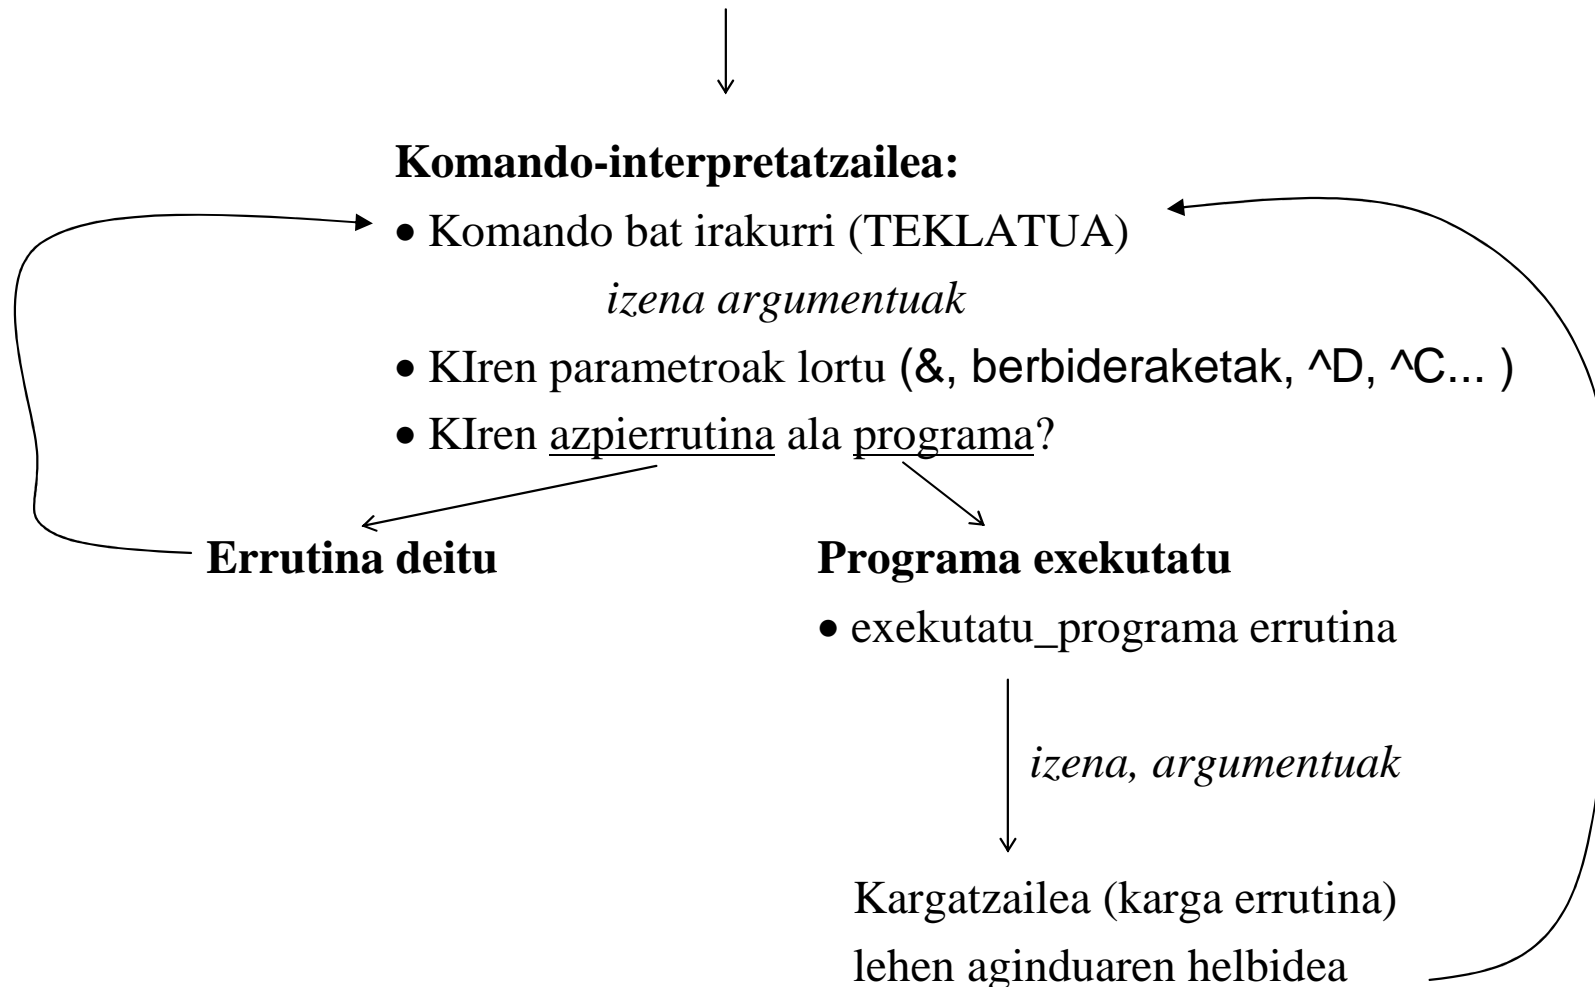 Komando-interpretatzailea:
• Komando bat irakurri (TEKLATUA)
izena argumentuak
• KIren parametroak lortu (&, berbideraketak, ^D, ^C... )
• KIren azpierrutina ala programa?
Errutina deitu
Programa exekutatu
• exekutatu_programa errutina
izena, argumentuak
Kargatzailea (karga errutina)
lehen aginduaren helbidea